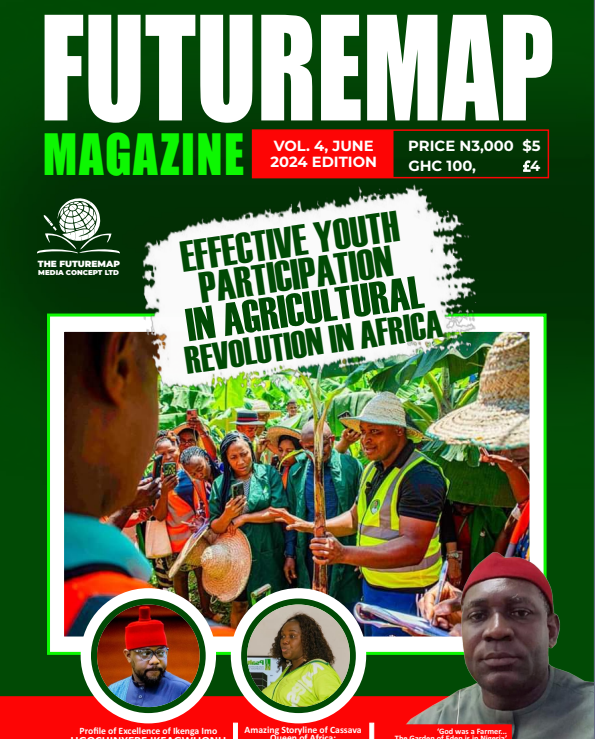 FUTUREMAP
MAGAZINE
VOL. 4, JUNE
2024 EDITION
PRICE N3,000 $5
GHC 100, £4
THE FUTUREMAP
MEDIA CONCEPT LTD
EFFECTIVE YOUTH
PARTICIPATION
IN AGRICULTURAL
REVOLUTION IN AFRICA
Profile of Excellence of Ikenga Imo
Amazing Storyline of Cassava
Queen of Africa:
'God was a Farmer...
The Garden of Eden is in Nigeria'